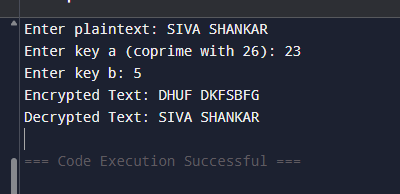 Enter plaintext: SIVA SHANKAR
Enter key a (coprime with 26): 23
Enter key b: 5
Encrypted Text: DHUF DKFSBFG
Decrypted Text: SIVA SHANKAR
=== Code Execution Successful ===